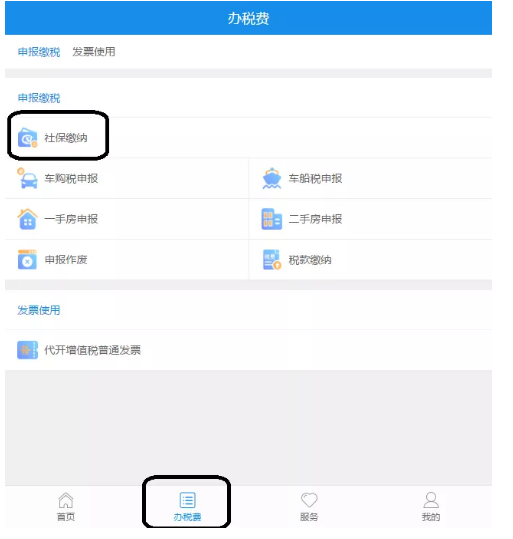 办税费
申报缴税 发票使用
申报缴税
社保缴纳
车购税申报 车船税申报
一手房申报 二手房申报
申报作废 税款缴纳
发票使用
代开增值税普通发票
首页 办税费 服务 我的